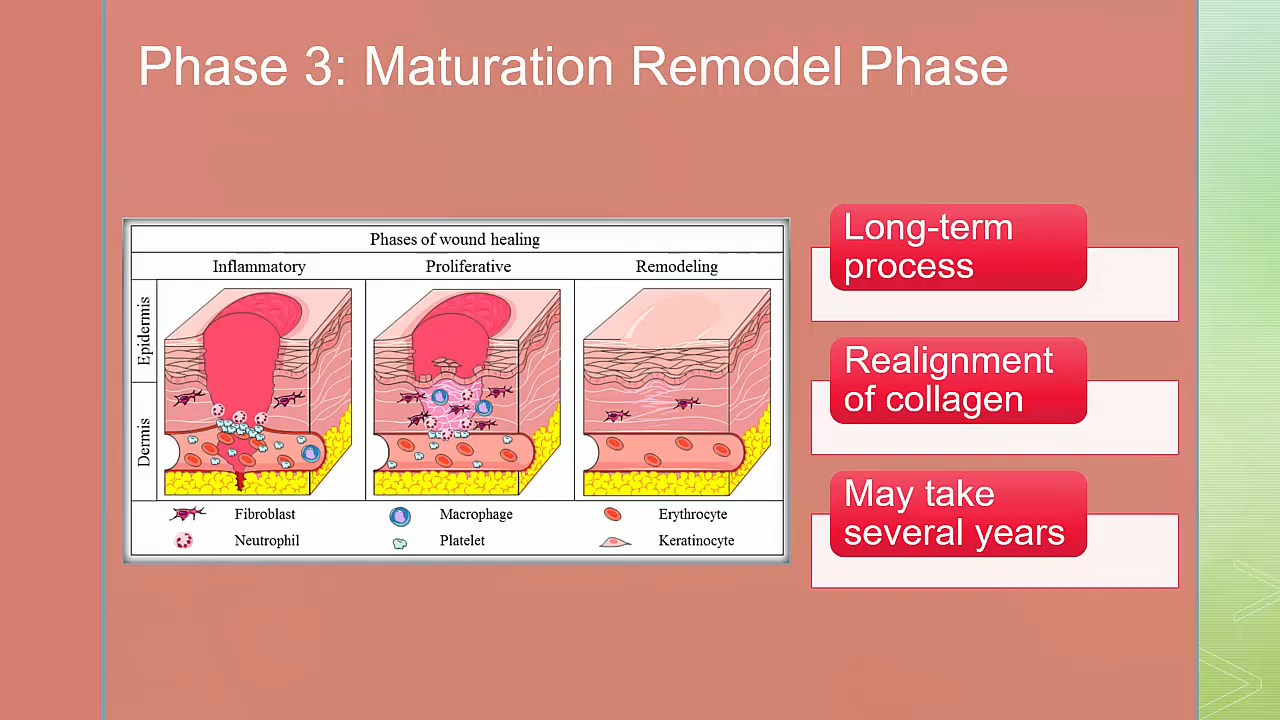 Phase 3: Maturation Remodel Phase
Phases of wound healing
Inflammatory
Proliferative
Remodeling
Epidermis
Dermis
Fibroblast
Macrophage
Erythrocyte
Neutrophil
Platelet
Keratinocyte
Long-term
process
Realignment
of collagen
May take
several years